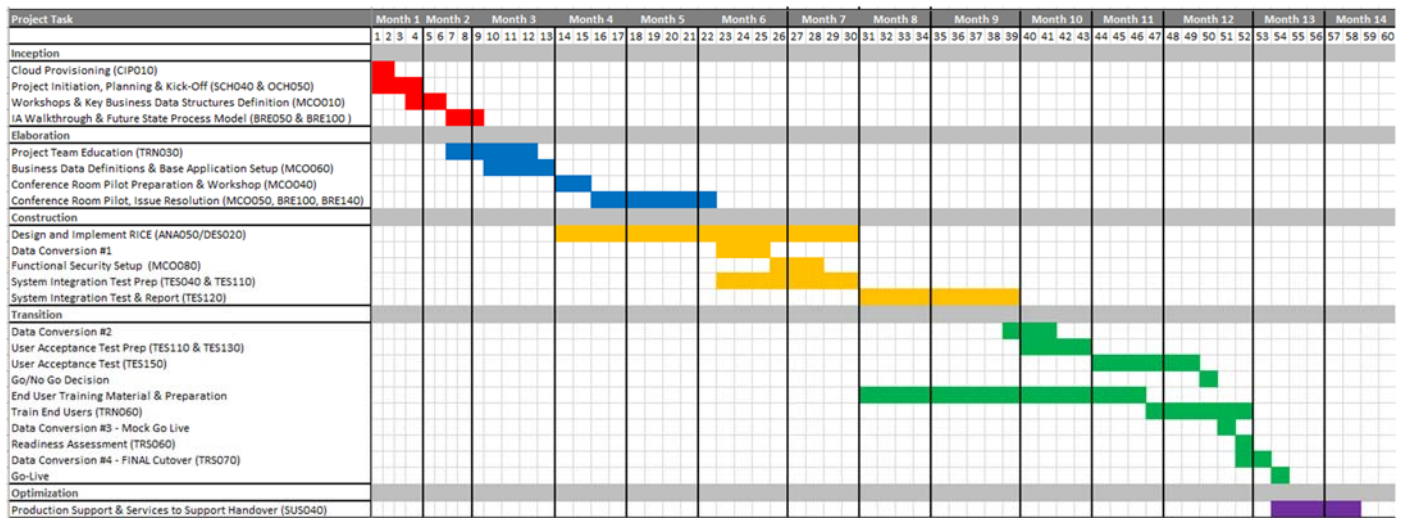 Project Task Month 1 Month 2 Month 3 Month 4 Month 5 Month 6 Month 7 Month 8 Month 9 Month 10 Month 11 Month 12 Month 13 Month 14
1 2 3 4 5 6 7 8 9 10 11 12 13 14 15 16 17 18 19 20 21 22 23 24 25 26 27 28 29 30 31 32 33 34 35 36 37 38 39 40 41 42 43 44 45 46 47 48 49 50 51 52 53 54 55 56 57 58 59 60
Inception
Cloud Provisioning (CIP010)
Project Initiation, Planning & Kick-Off (SCH040 & OCH050)
Workshops & Key Business Data Structures Definition (MCO010)
IA Walkthrough & Future State Process Model (BRE050 & BRE100 )
Elaboration
Project Team Education (TRN030)
Business Data Definitions & Base Application Setup (MCO060)
Conference Room Pilot Preparation & Workshop (MCO040)
Conference Room Pilot, Issue Resolution (MCO050, BRE100, BRE140)
Construction
Design and Implement RICE (ANA050/DES020)
Data Conversion #1
Functional Security Setup (MCO080)
System Integration Test Prep (TES040 & TES110)
System Integration Test & Report (TES120)
Transition
Data Conversion #2
User Acceptance Test Prep (TES110 & TES130)
User Acceptance Test (TES150)
Go/No Go Decision
End User Training Material & Preparation
Train End Users (TRN060)
Data Conversion #3 - Mock Go Live
Readiness Assessment (TRS060)
Data Conversion #4 - FINAL Cutover (TRS070)
Go-Live
Optimization
Production Support & Services to Support Handover (SUS040)